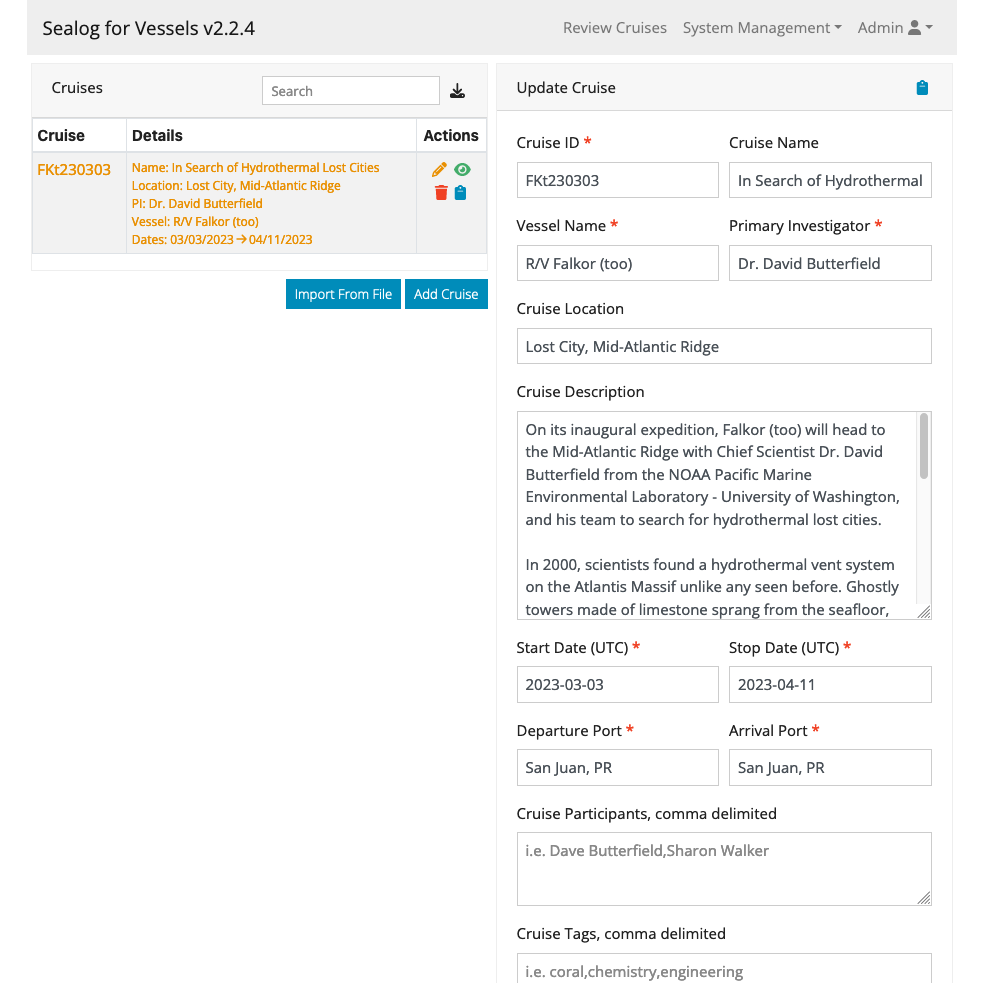 Sealog for Vessels v2.2.4
Review Cruises System Management Admin
Cruises
Search
Cruise Details Actions
FKt230303
Name: In Search of Hydrothermal Lost Cities
Location: Lost City, Mid-Atlantic Ridge
PI: Dr. David Butterfield
Vessel: R/V Falkor (too)
Dates: 03/03/2023 → 04/11/2023
Import From File Add Cruise
Update Cruise
Cruise ID * Cruise Name
FKt230303 In Search of Hydrothermal
Vessel Name * Primary Investigator *
R/V Falkor (too) Dr. David Butterfield
Cruise Location
Lost City, Mid-Atlantic Ridge
Cruise Description
On its inaugural expedition, Falkor (too) will head to
the Mid-Atlantic Ridge with Chief Scientist Dr. David
Butterfield from the NOAA Pacific Marine
Environmental Laboratory - University of Washington,
and his team to search for hydrothermal lost cities.
In 2000, scientists found a hydrothermal vent system
on the Atlantis Massif unlike any seen before. Ghostly
towers made of limestone sprang from the seafloor,
Start Date (UTC) * Stop Date (UTC) *
2023-03-03 2023-04-11
Departure Port * Arrival Port *
San Juan, PR San Juan, PR
Cruise Participants, comma delimited
i.e. Dave Butterfield,Sharon Walker
Cruise Tags, comma delimited
i.e. coral,chemistry,engineering